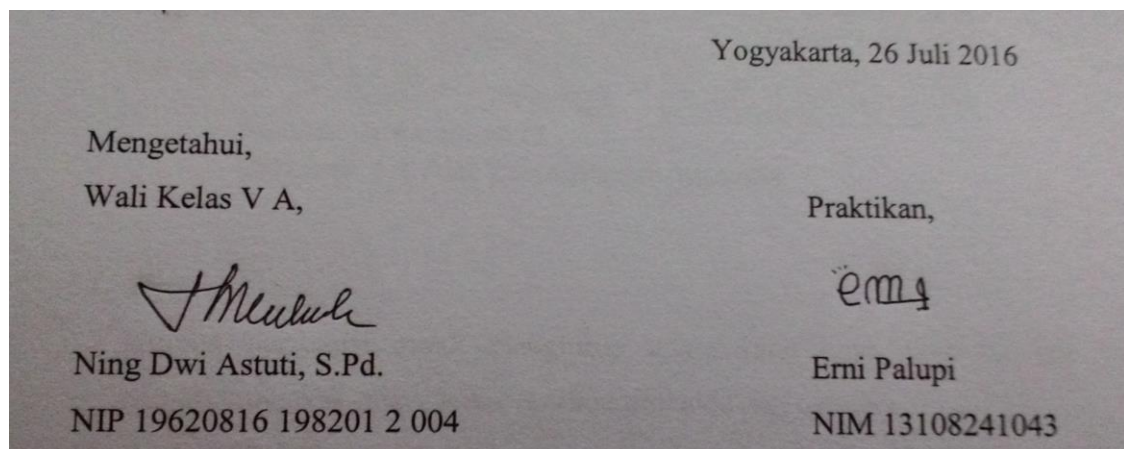 Yogyakarta, 26 Juli 2016
Mengetahui,
Wali Kelas V A,
Praktikan,
Ning Dwi Astuti, S.Pd.
Erni Palupi
NIP 19620816 198201 2 004
NIM 13108241043